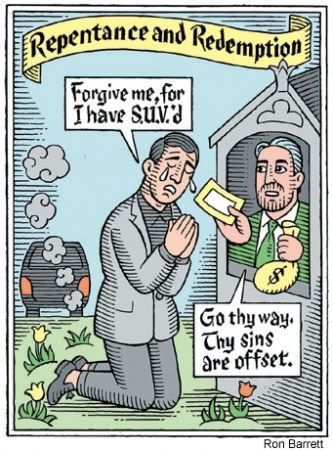 Repentance and Redemption
Forgive me, for
I have S.U.V.'d
$
Go thy way.
Thy sins
are offset.
Ron Barrett